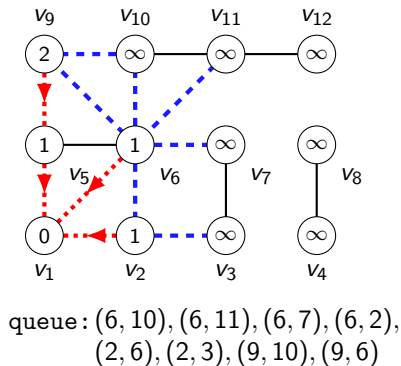 v9 v10 v11 v12
2 ∞ ∞ ∞
1 1 ∞ ∞
v5 v6 v7 v8
0 1 ∞ ∞
v1 v2 v3 v4
queue: (6, 10), (6, 11), (6, 7), (6, 2),
(2, 6), (2, 3), (9, 10), (9, 6)